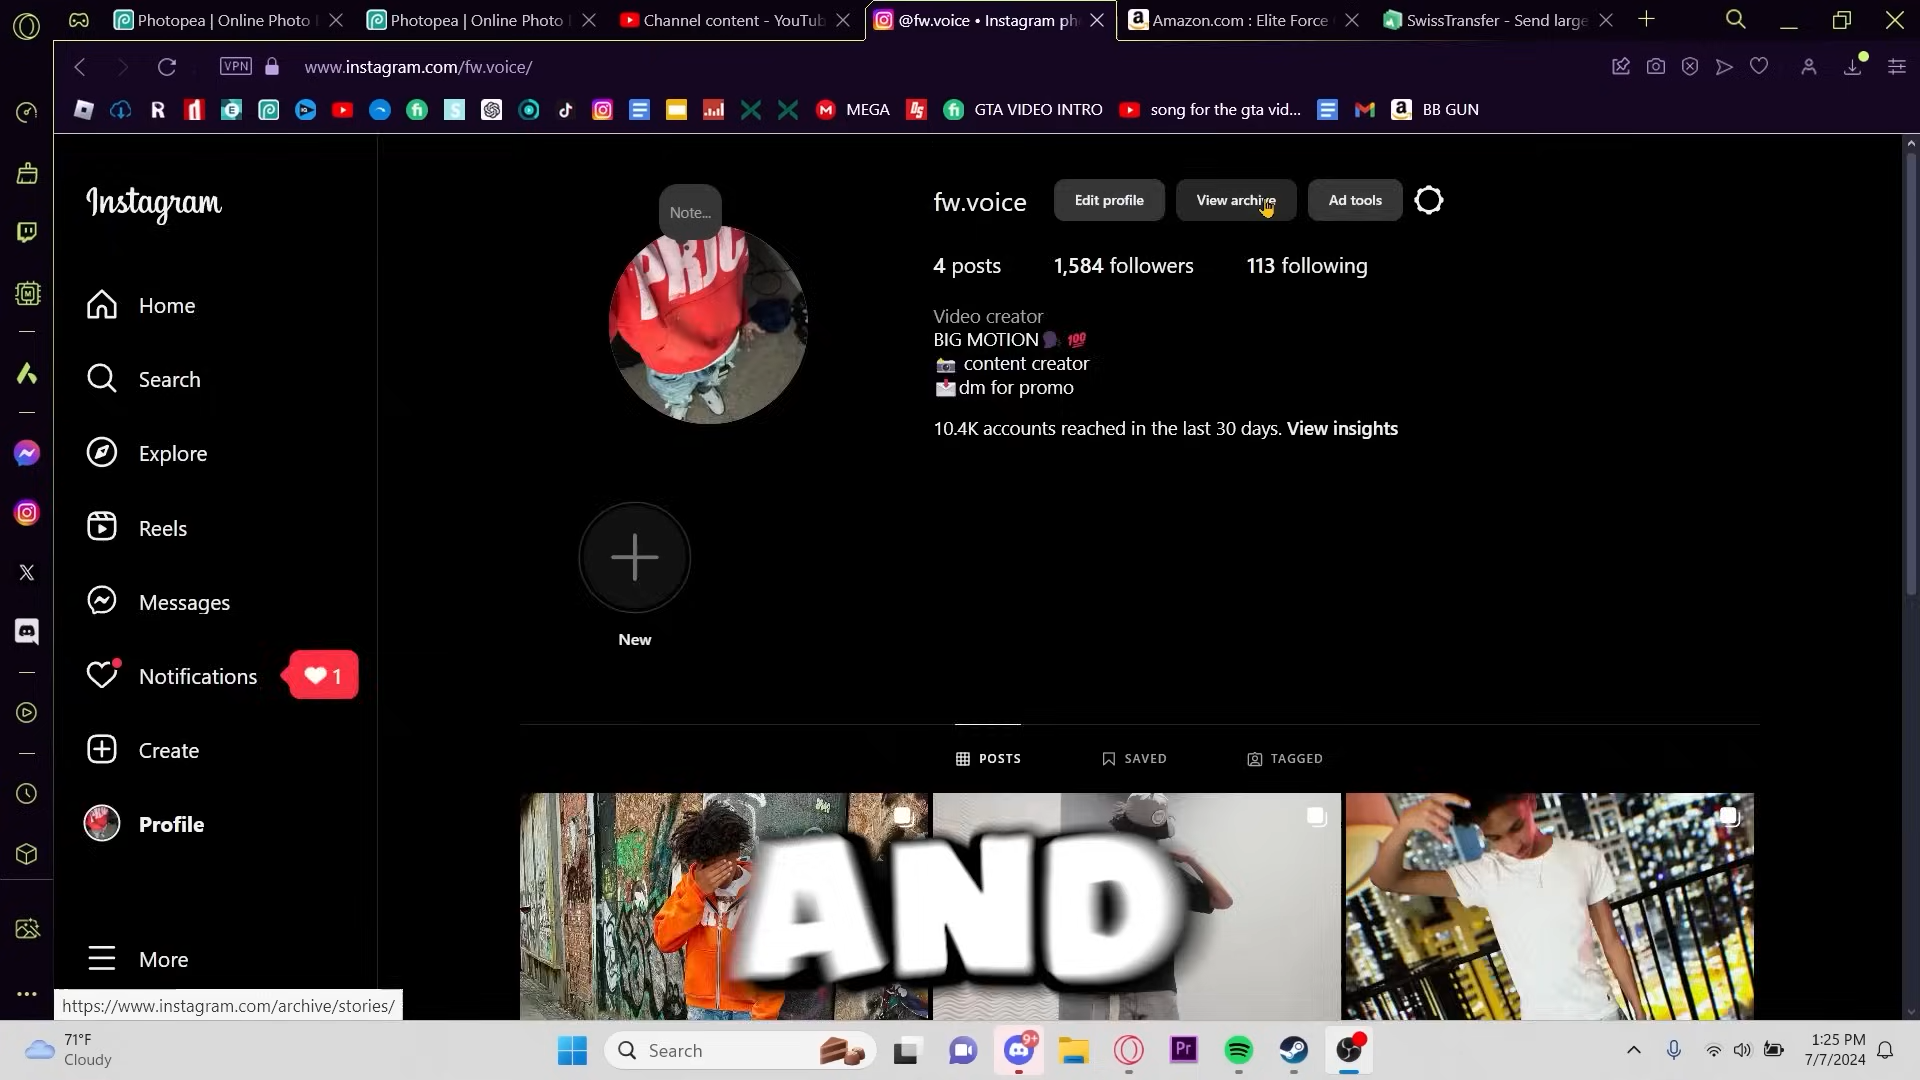 Photopea | Online Photo
Photopea | Online Photo
Channel content - YouTub
@fw.voice • Instagram ph
Amazon.com : Elite Force
SwissTransfer - Send large
VPN
www.instagram.com/fw.voice/
MEGA
GTA VIDEO INTRO
song for the gta vid...
BB GUN
Instagram
Home
Search
Explore
Reels
Messages
Notifications
1
Create
Profile
More
https://www.instagram.com/archive/stories/
Note...
fw.voice
Edit profile
View archive
Ad tools
4 posts
1,584 followers
113 following
Video creator
BIG MOTION🗣️💯
📸 content creator
📩dm for promo
10.4K accounts reached in the last 30 days. View insights
New
POSTS
SAVED
TAGGED
AND
71°F
Cloudy
Search
9+
Pr
1:25 PM
7/7/2024